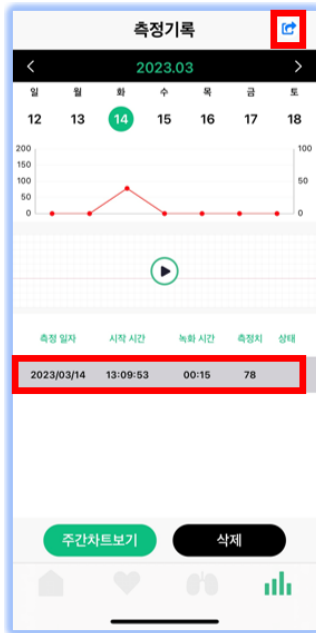 측정기록
2023.03
일 월 화 수 목 금 토
12 13 14 15 16 17 18
200 100
150
100 50
50
0 0
측정 일자 시작 시간 녹화 시간 측정치 상태
2023/03/14 13:09:53 00:15 78
주간차트보기 삭제